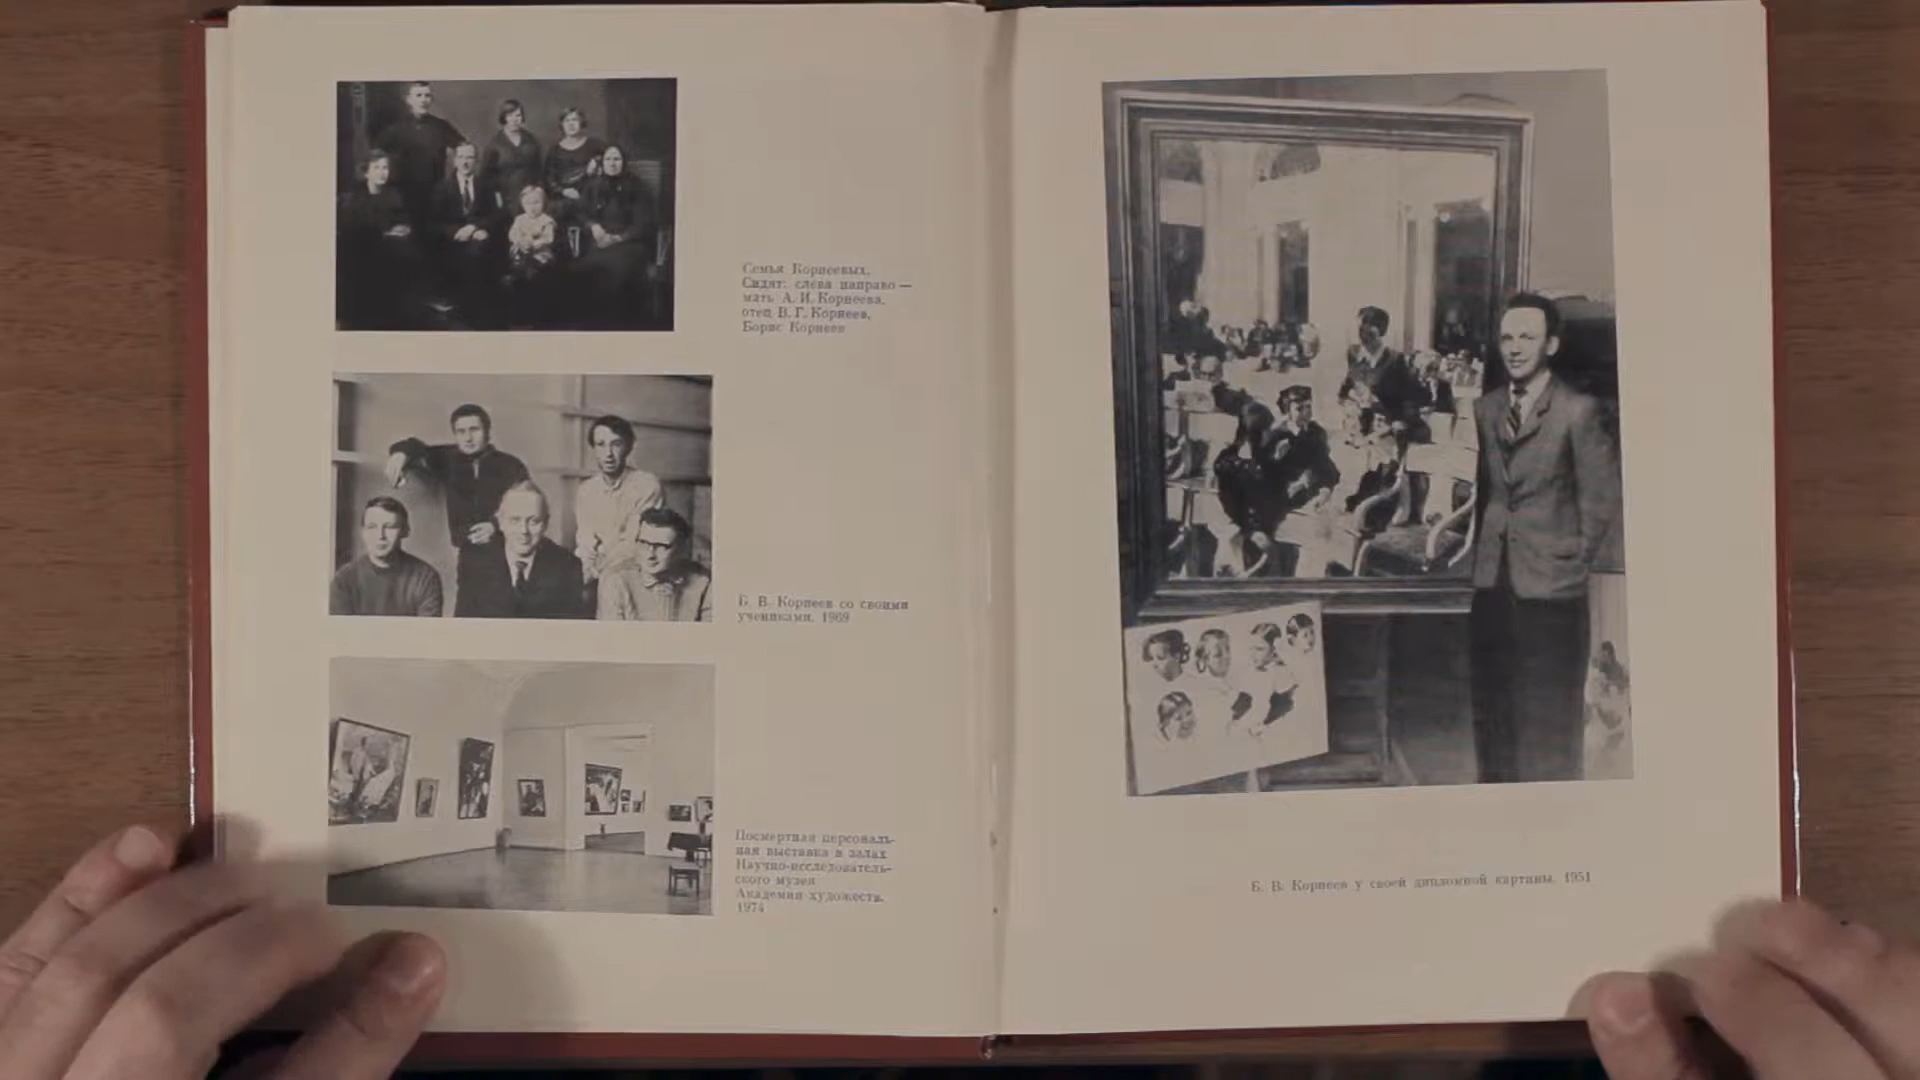 Семья Корнеевых.
Сидят: слева направо —
мать А. И. Корнеева,
отец В. Г. Корнеев,
Борис Корнеев
Б. В. Корнеев со своими
учениками. 1969
Посмертная персональ-
ная выставка в залах
Научно-исследователь-
ского музея
Академии художеств.
1974
Б. В. Корнеев у своей дипломной картины. 1951